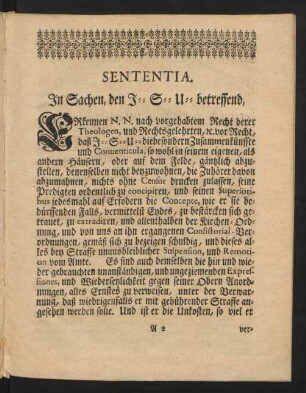 SENTENTIA.
In Sachen, den J-- S-- U-- betreffend,
ERkennen N. N. nach vorgehabtem Recht derer
Theologen, und Rechtsgelehrten, ꝛc. vor Recht,
daß J--S--U-- die besondern Zusammenkünffte
und Conventicula, so wohl in seinem eigenen, als
andern Häusern, oder auf dem Felde, gäntzlich abzu-
stellen, denenselben nicht beyzuwohnen, die Zuhörer davon
abzumahnen, nichts ohne Censur drucken zulassen, seine
Predigten ordentlich zu concipiren, und seinen Superiori-
bus jedesmahl auf Erfodern die Concepte, wie er sie be-
dürffenden Falls, vermittelst Eydes, zu bestärcken sich ge-
trauet, zu extradiren, und allenthalben der Kirchen-Ord-
nung, und von uns an ihn ergangenen Consistorial-Ver-
ordnungen, gemäß sich zu bezeigen schuldig, und dieses al-
les bey Straffe unausbleiblicher Suspension, und Remoti-
on vom Amte. Es sind auch demselben die hin und wie-
der gebrauchten unanständigen, und ungeziemenden Expres-
siones, und Widersetzlichkeit gegen seiner Obern Anord-
nungen, alles Ernstes zu verweisen, unter der Verwar-
nung, daß wiedrigenfalls er mit gebührender Straffe an-
gesehen werden solle. Und ist er die Unkosten, so viel er
A 2 ver-